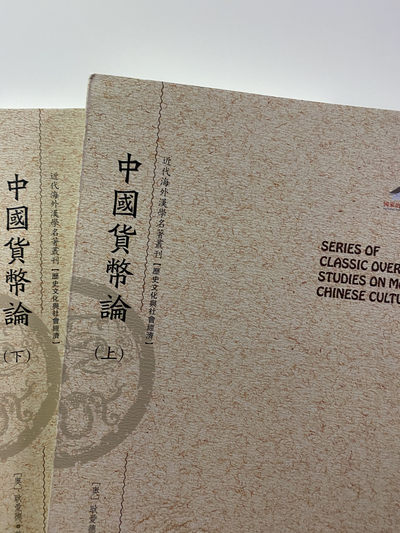 中國貨幣論
（上）
近代海外漢學名著叢刊【歷史文化與社會經濟】
SERIES OF
CLASSIC OVER
STUDIES ON M
CHINESE CULTU
中國貨幣論
（下）
近代海外漢學名著叢刊【歷史文化與社會經濟】